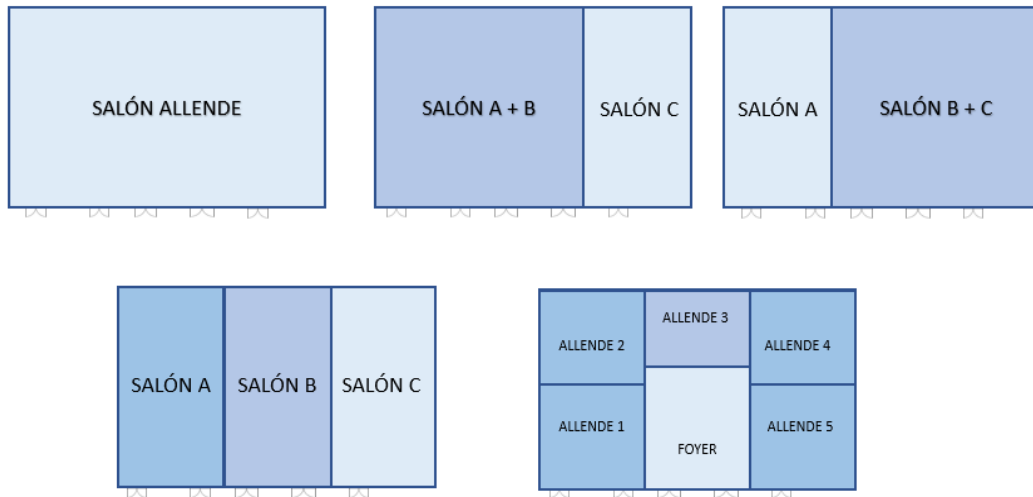 SALÓN ALLENDE
SALÓN A + B
SALÓN C
SALÓN A
SALÓN B + C
SALÓN A
SALÓN B
SALÓN C
ALLENDE 2
ALLENDE 3
ALLENDE 4
ALLENDE 1
FOYER
ALLENDE 5